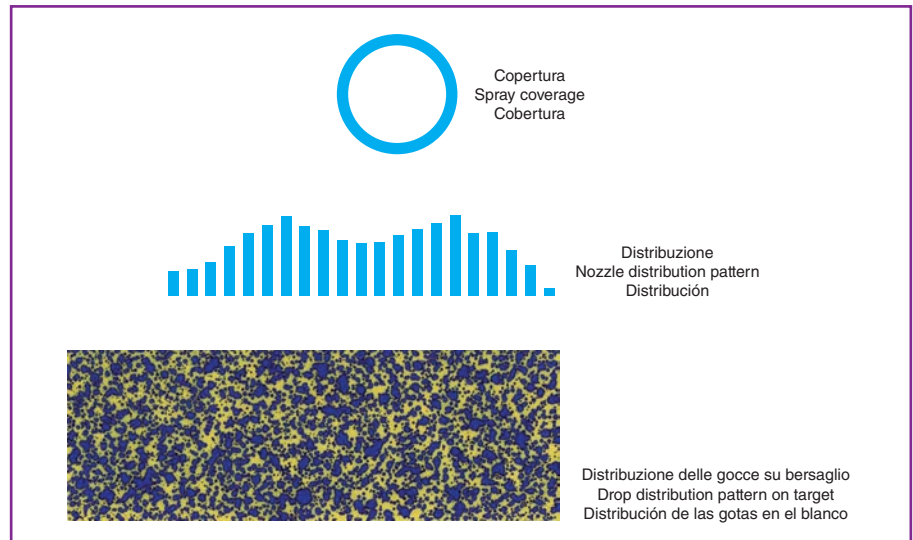 Copertura
Spray coverage
Cobertura
Distribuzione
Nozzle distribution pattern
Distribución
Distribuzione delle gocce su bersaglio
Drop distribution pattern on target
Distribución de las gotas en el blanco